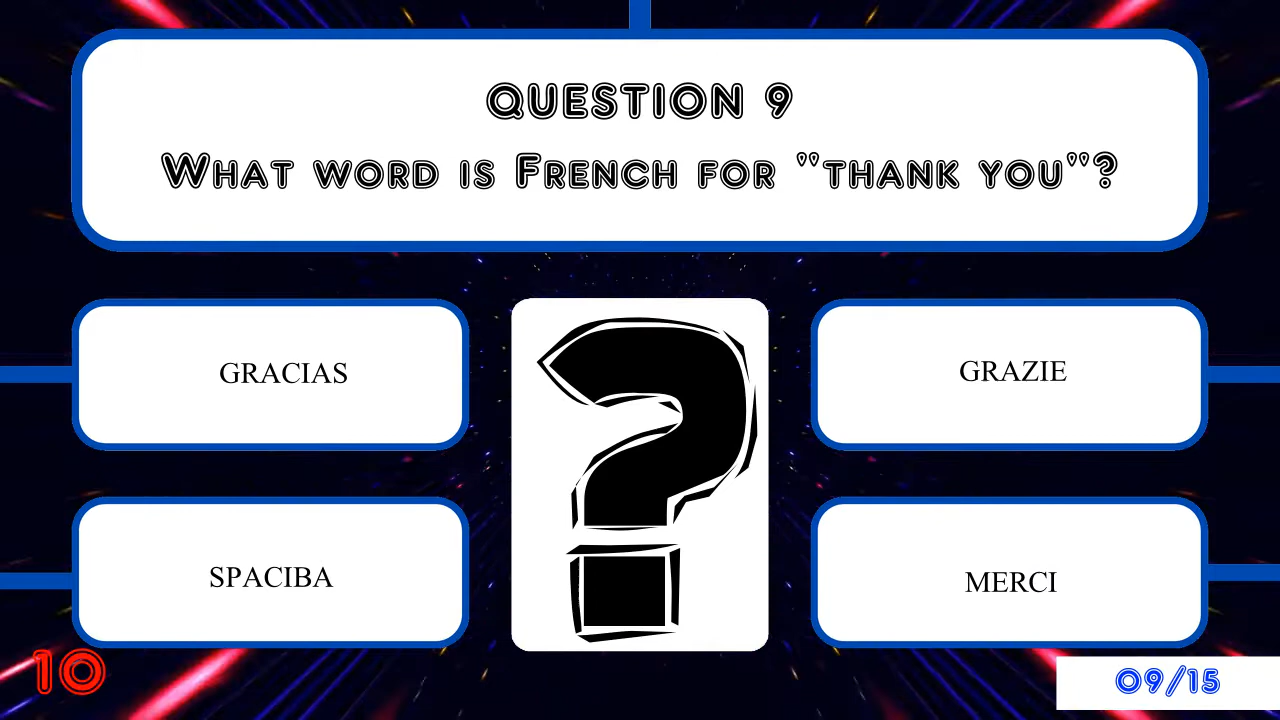 QUESTION 9
WHAT WORD IS FRENCH FOR "THANK YOU"?
GRACIAS
GRAZIE
?
SPACIBA
MERCI
10
09/15